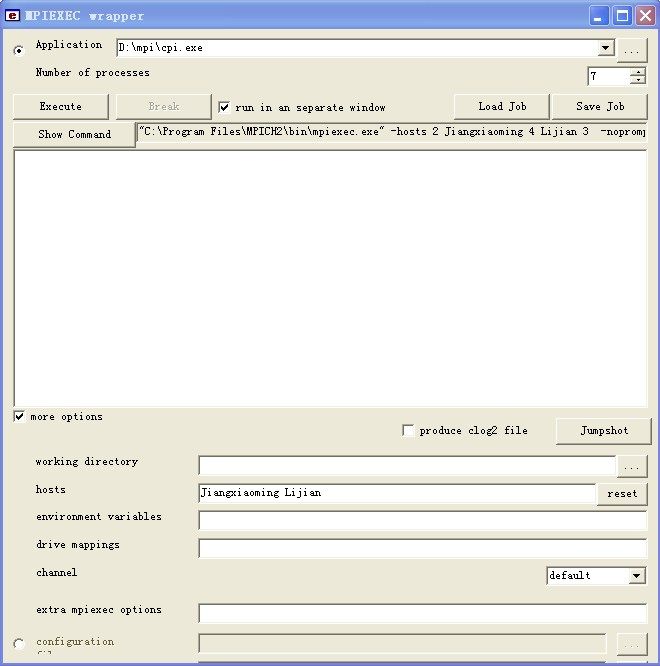 MPIEXEC wrapper
Application D:\mpi\cpi.exe ...
Number of processes 7
Execute Break run in an separate window Load Job Save Job
Show Command "C:\Program Files\MPICH2\bin\mpiexec.exe" -hosts 2 Jiangxiaoming 4 Lijian 3 -noprom
more options
produce clog2 file Jumpshot
working directory ...
hosts Jiangxiaoming Lijian reset
environment variables
drive mappings
channel default
extra mpiexec options
configuration ...